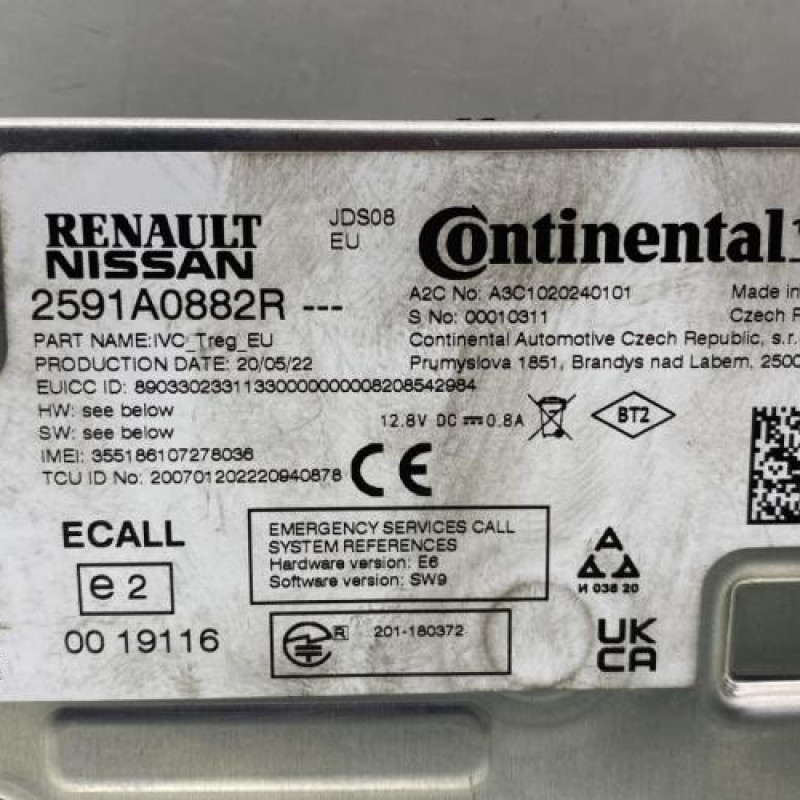 RENAULT
NISSAN
JDS08
EU
Continental
2591A0882R ---
A2C No: A3C1020240101
Made in
S No: 00010311
Czech R
PART NAME:IVC_Treg_EU
Continental Automotive Czech Republic, s.r.
PRODUCTION DATE: 20/05/22
Prumyslova 1851, Brandys nad Labem, 2500
EUICC ID: 89033023311330000000008208542984
HW: see below
SW: see below
12.8V DC 0.8A
BT2
IMEI: 355186107278036
TCU ID No: 200701202220940878
CE
ECALL
e 2
00 19116
EMERGENCY SERVICES CALL
SYSTEM REFERENCES
Hardware version: E6
Software version: SW9
R 201-180372
UK
CA